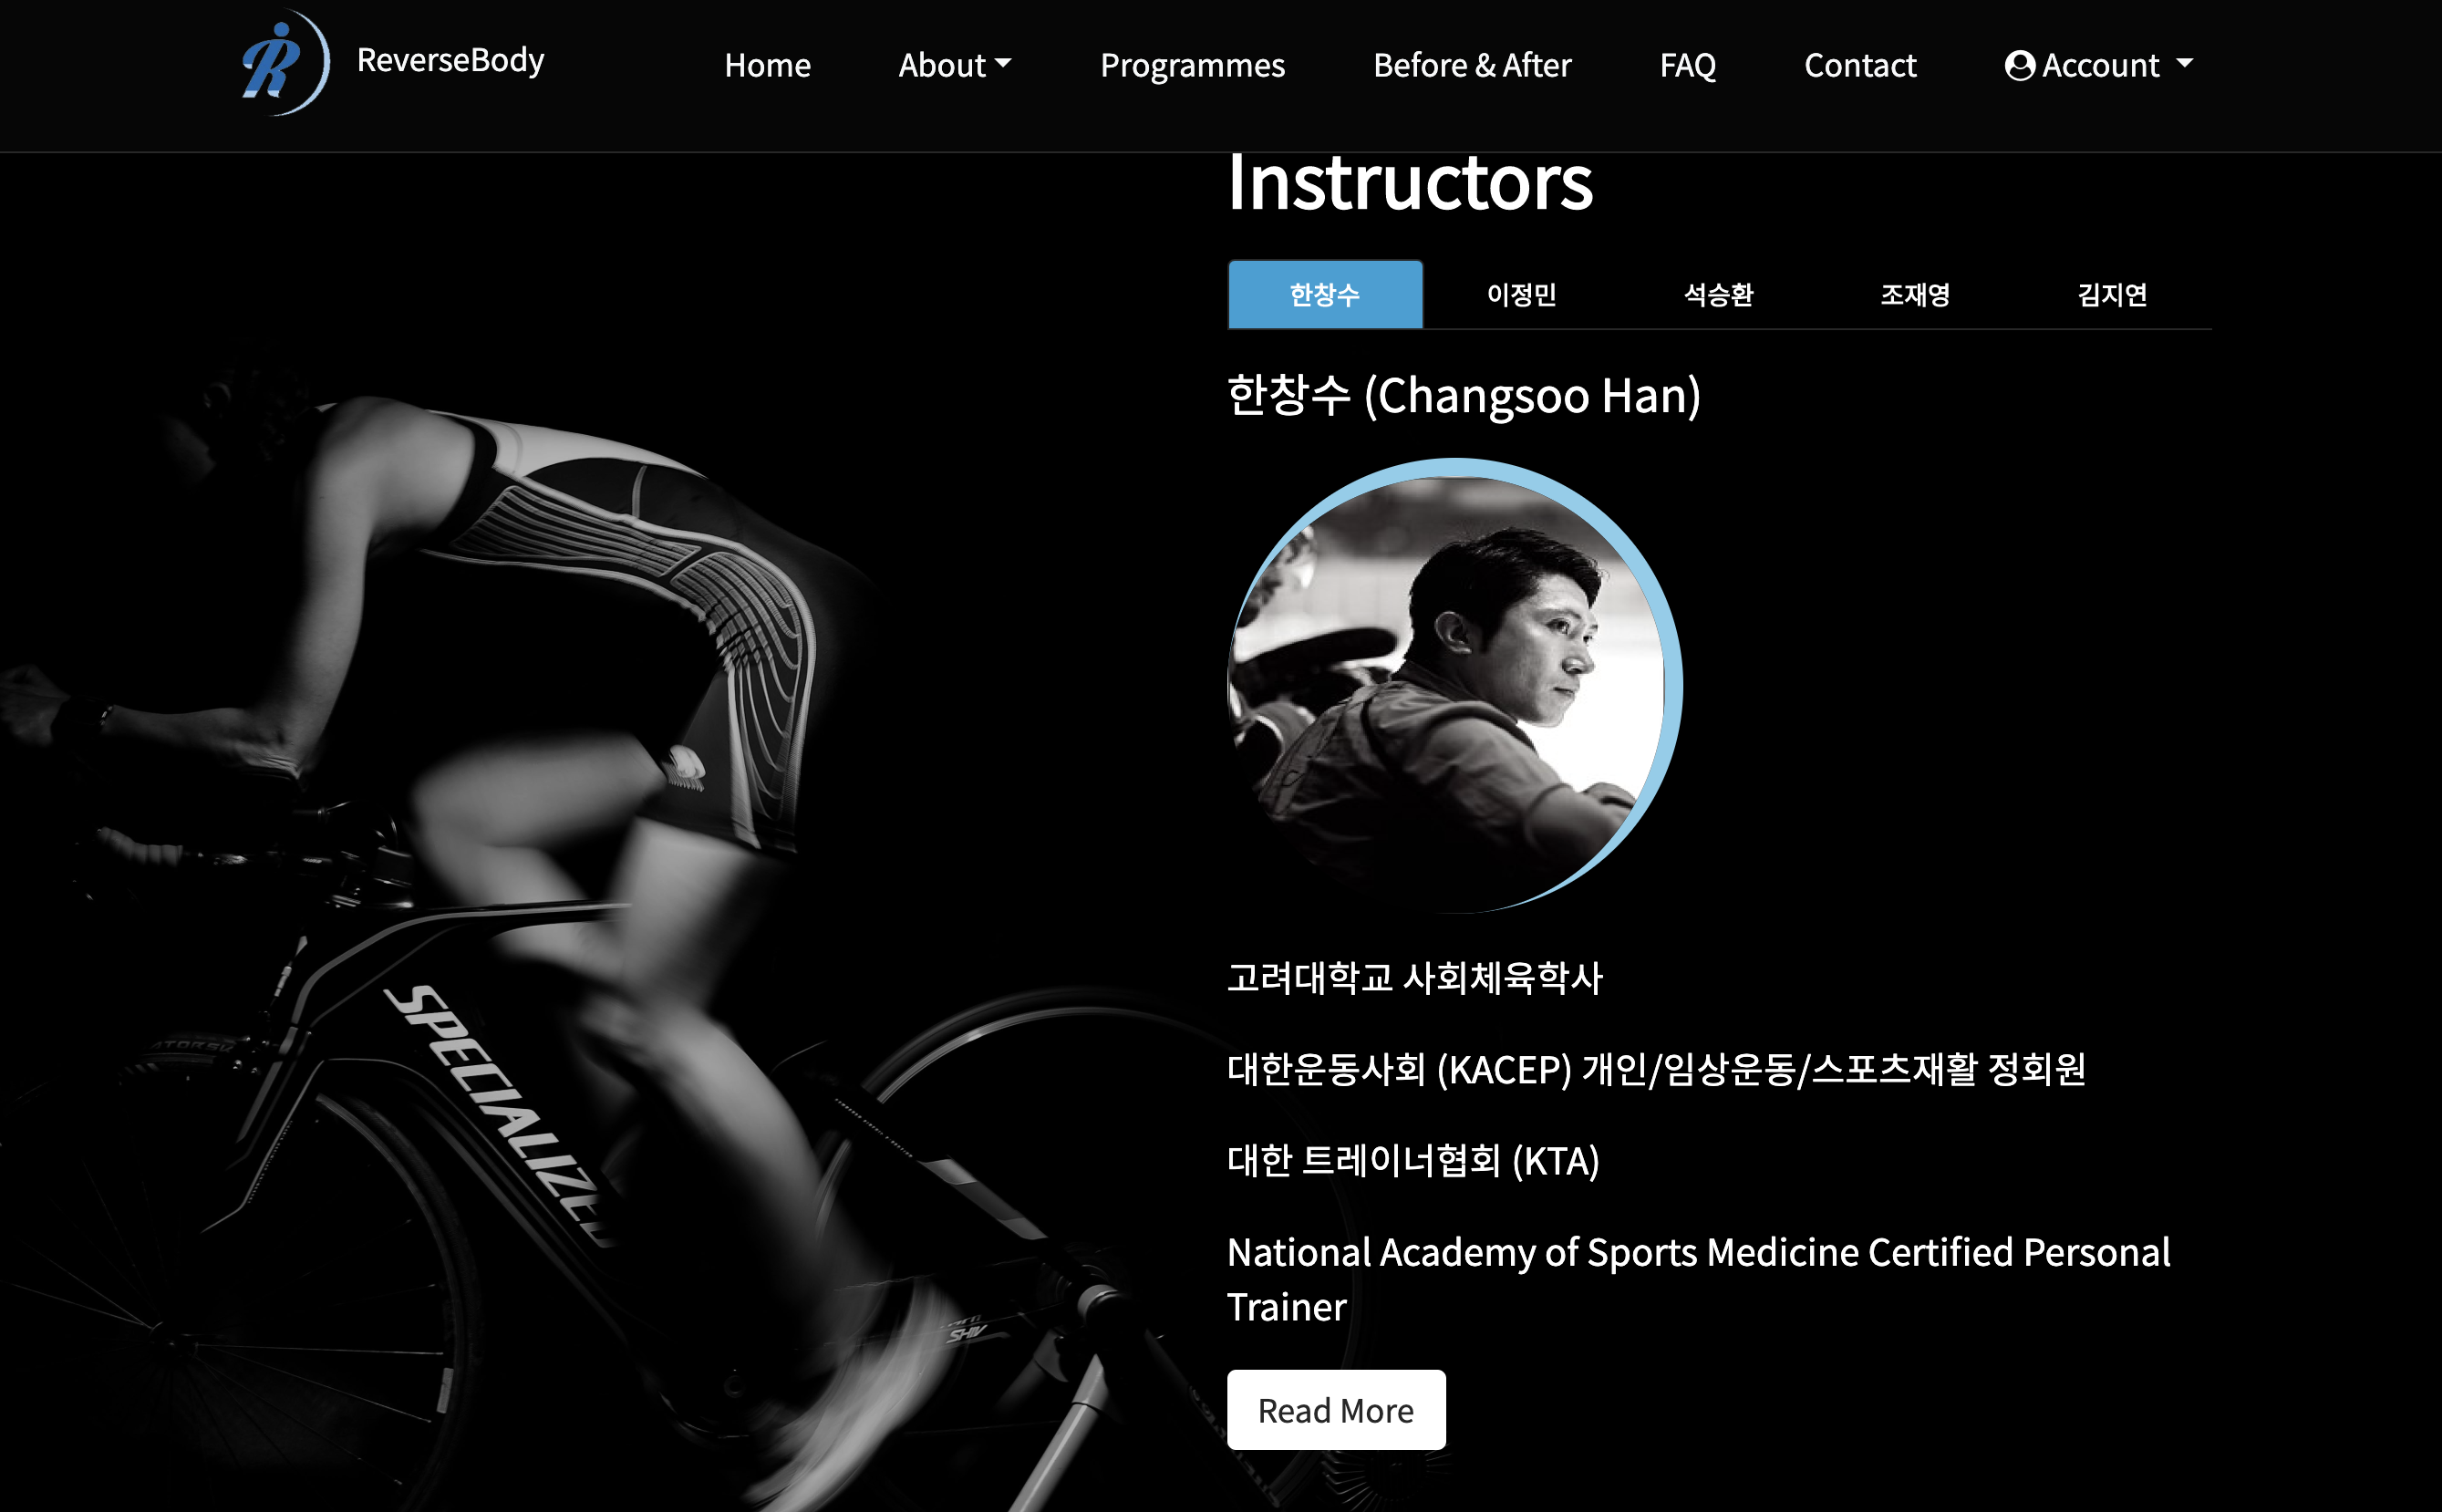 ReverseBody
Home About Programmes Before & After FAQ Contact Account
Instructors
한창수 이정민 석승환 조재영 김지연
한창수 (Changsoo Han)
고려대학교 사회체육학사
대한운동사회 (KACEP) 개인/임상운동/스포츠재활 정회원
대한 트레이너협회 (KTA)
National Academy of Sports Medicine Certified Personal
Trainer
Read More
SPECIALIZED
SHIV